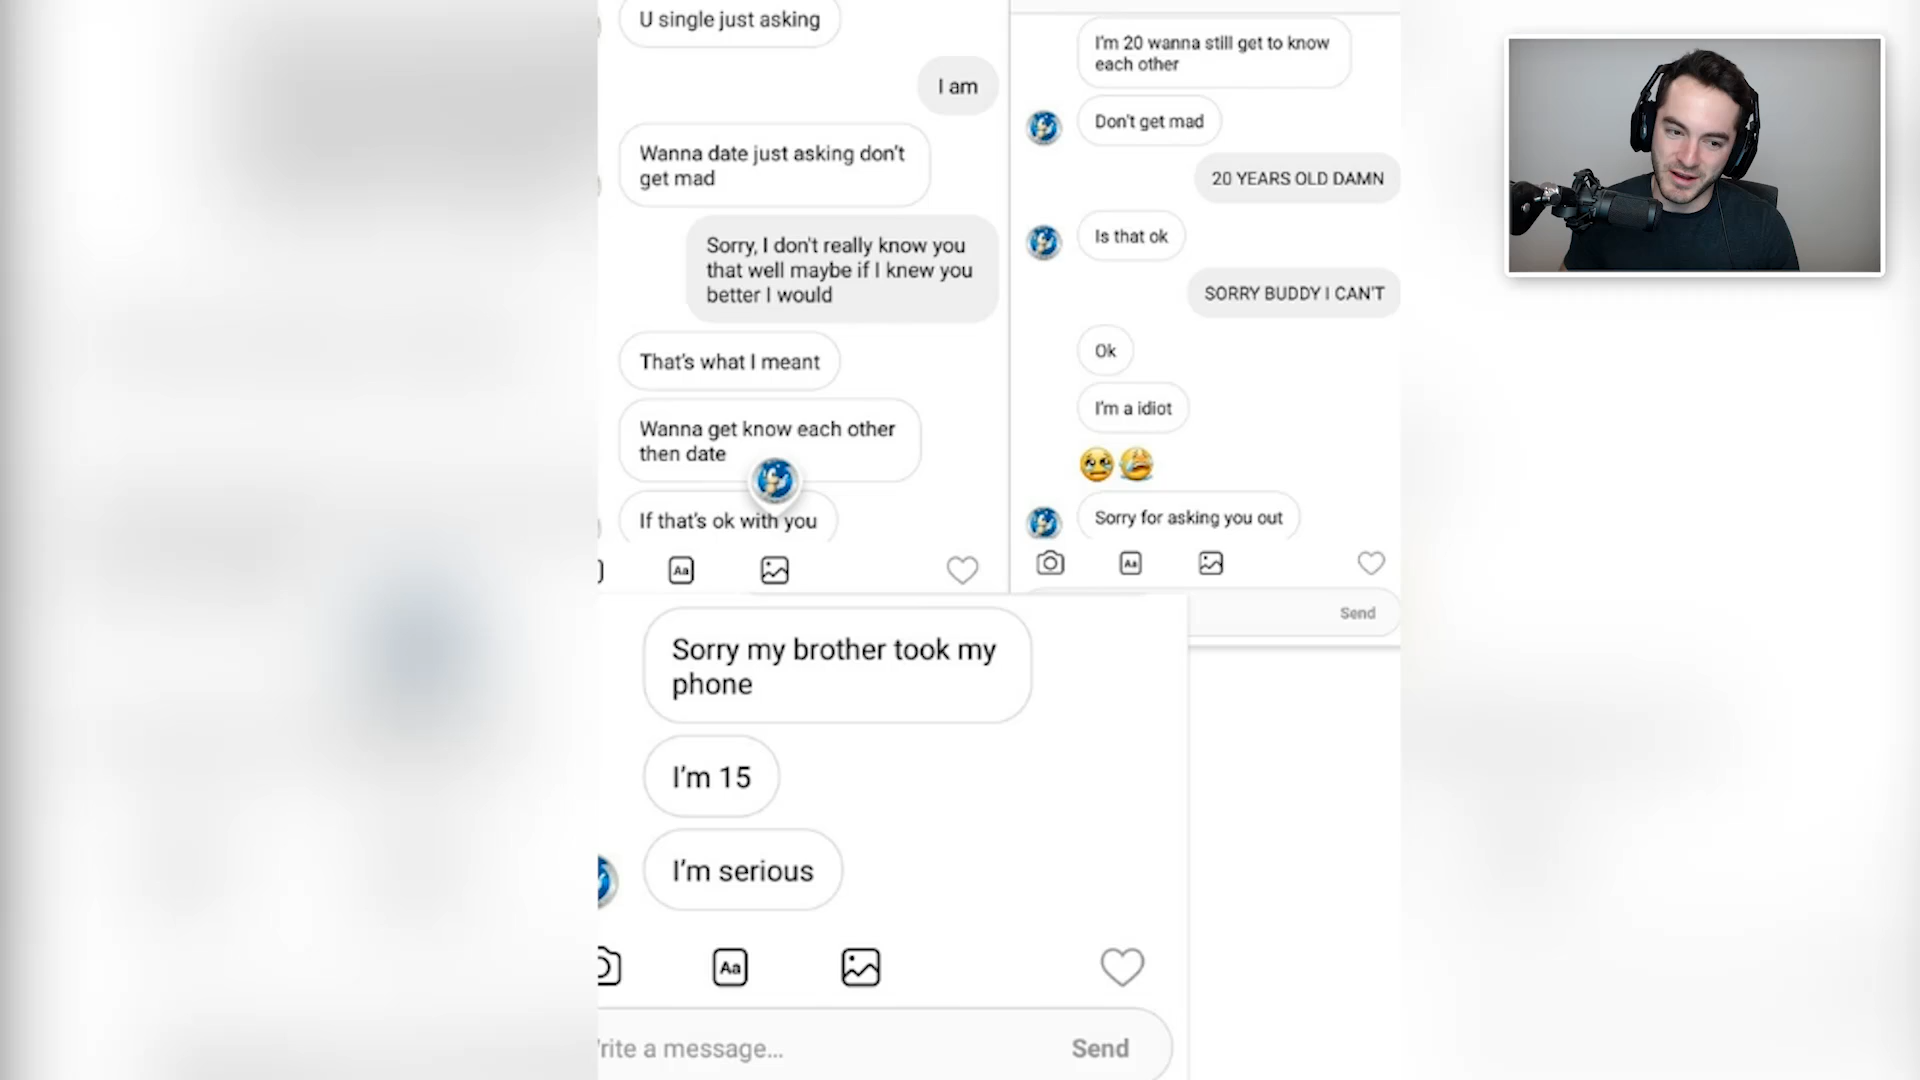 U single just asking
I am
Wanna date just asking don't
get mad
Sorry, I don't really know you
that well maybe if I knew you
better I would
That's what I meant
Wanna get know each other
then date
If that's ok with you
Aa
I'm 20 wanna still get to know
each other
Don't get mad
20 YEARS OLD DAMN
Is that ok
SORRY BUDDY I CAN'T
Ok
I'm a idiot
Sorry for asking you out
Aa
Send
Sorry my brother took my
phone
I'm 15
I'm serious
Aa
rite a message...
Send